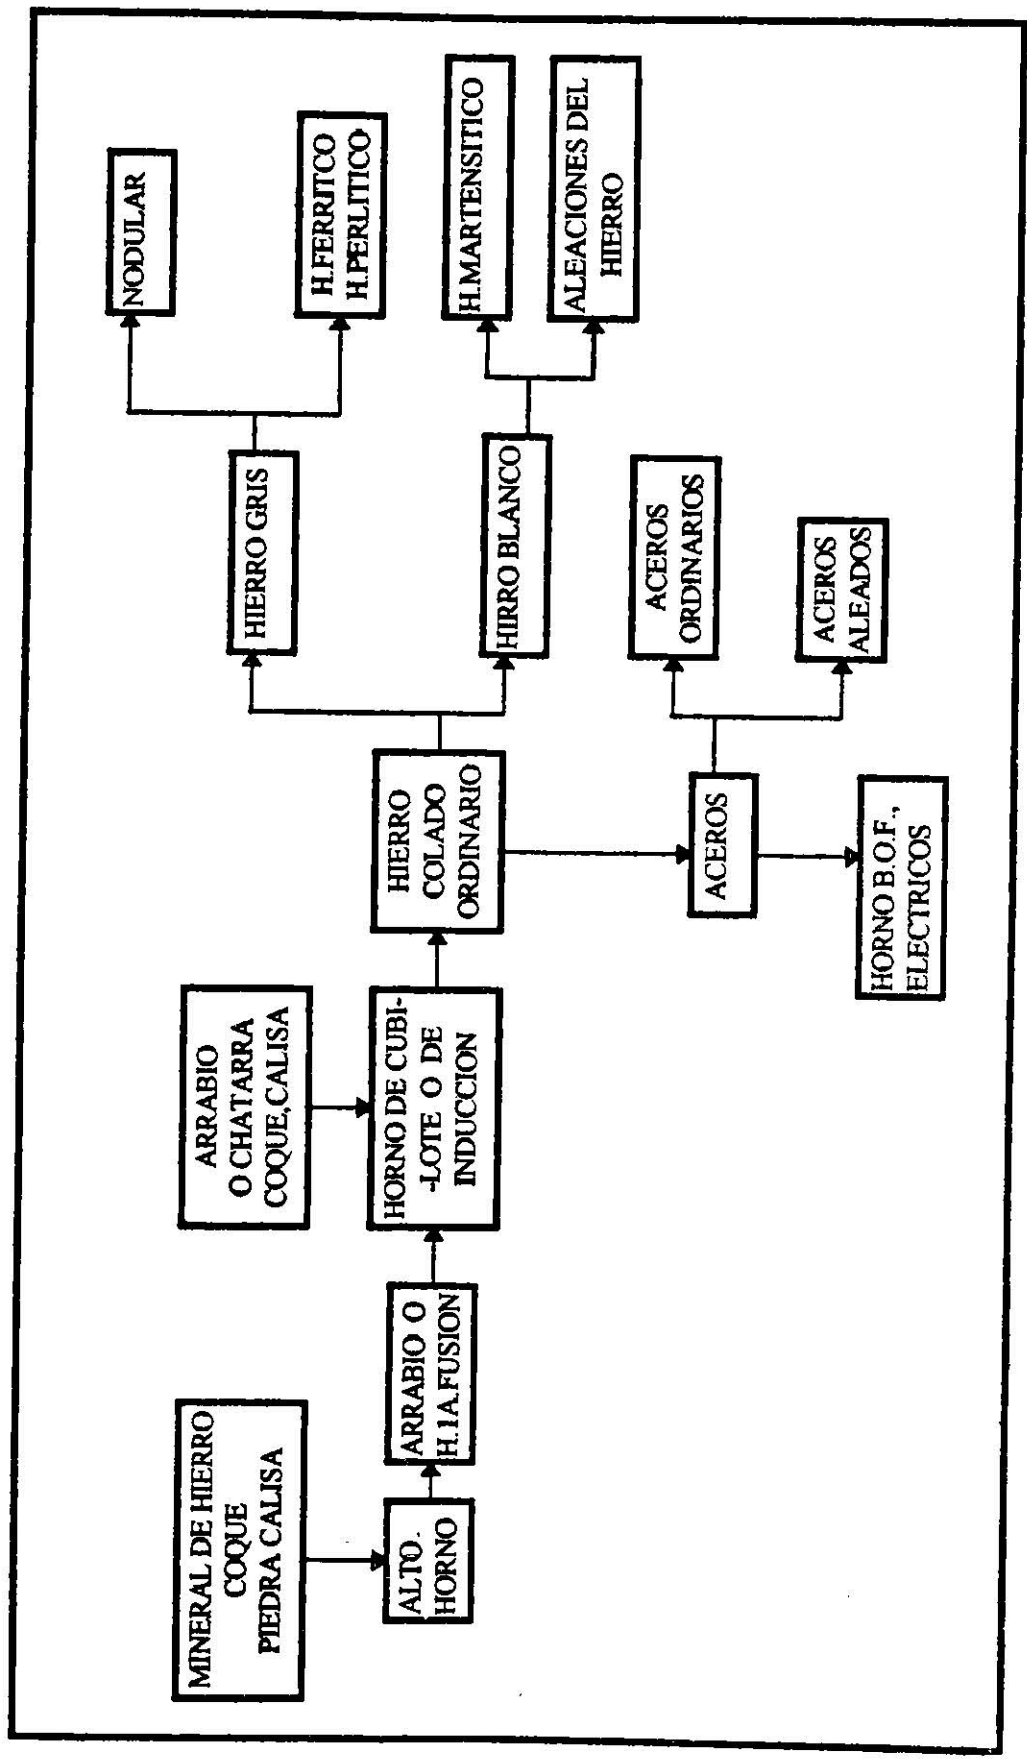 MINERAL DE HIERRO
COQUE
PIEDRA CALISA
ALTO.
HORNO
ARRABIO O
H.1A.FUSION
ARRABIO
O CHATARRA
COQUE,CALISA
HORNO DE CUBI-
-LOTE O DE
INDUCCION
HIERRO
COLADO
ORDINARIO
HIERRO GRIS
NODULAR
H.FERRITCO
H.PERLITICO
HIRRO BLANCO
H.MARTENSITICO
ALEACIONES DEL
HIERRO
ACEROS
ACEROS
ORDINARIOS
ACEROS
ALEADOS
HORNO B.O.F.,
ELECTRICOS